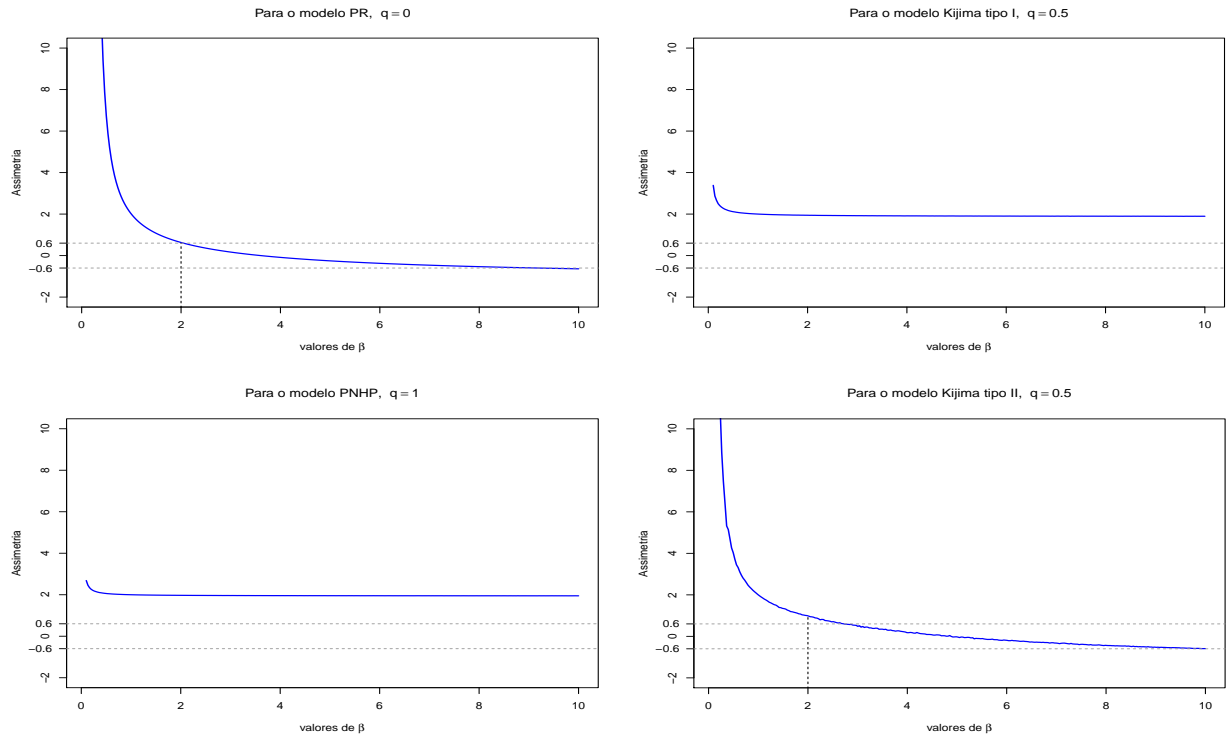 Para o modelo PR, q = 0
Assimetria
10
8
6
4
2
0.6
0
−0.6
−2
0 2 4 6 8 10
valores de β
Para o modelo Kijima tipo I, q = 0.5
Assimetria
10
8
6
4
2
0.6
0
−0.6
−2
0 2 4 6 8 10
valores de β
Para o modelo PNHP, q = 1
Assimetria
10
8
6
4
2
0.6
0
−0.6
−2
0 2 4 6 8 10
valores de β
Para o modelo Kijima tipo II, q = 0.5
Assimetria
10
8
6
4
2
0.6
0
−0.6
−2
0 2 4 6 8 10
valores de β